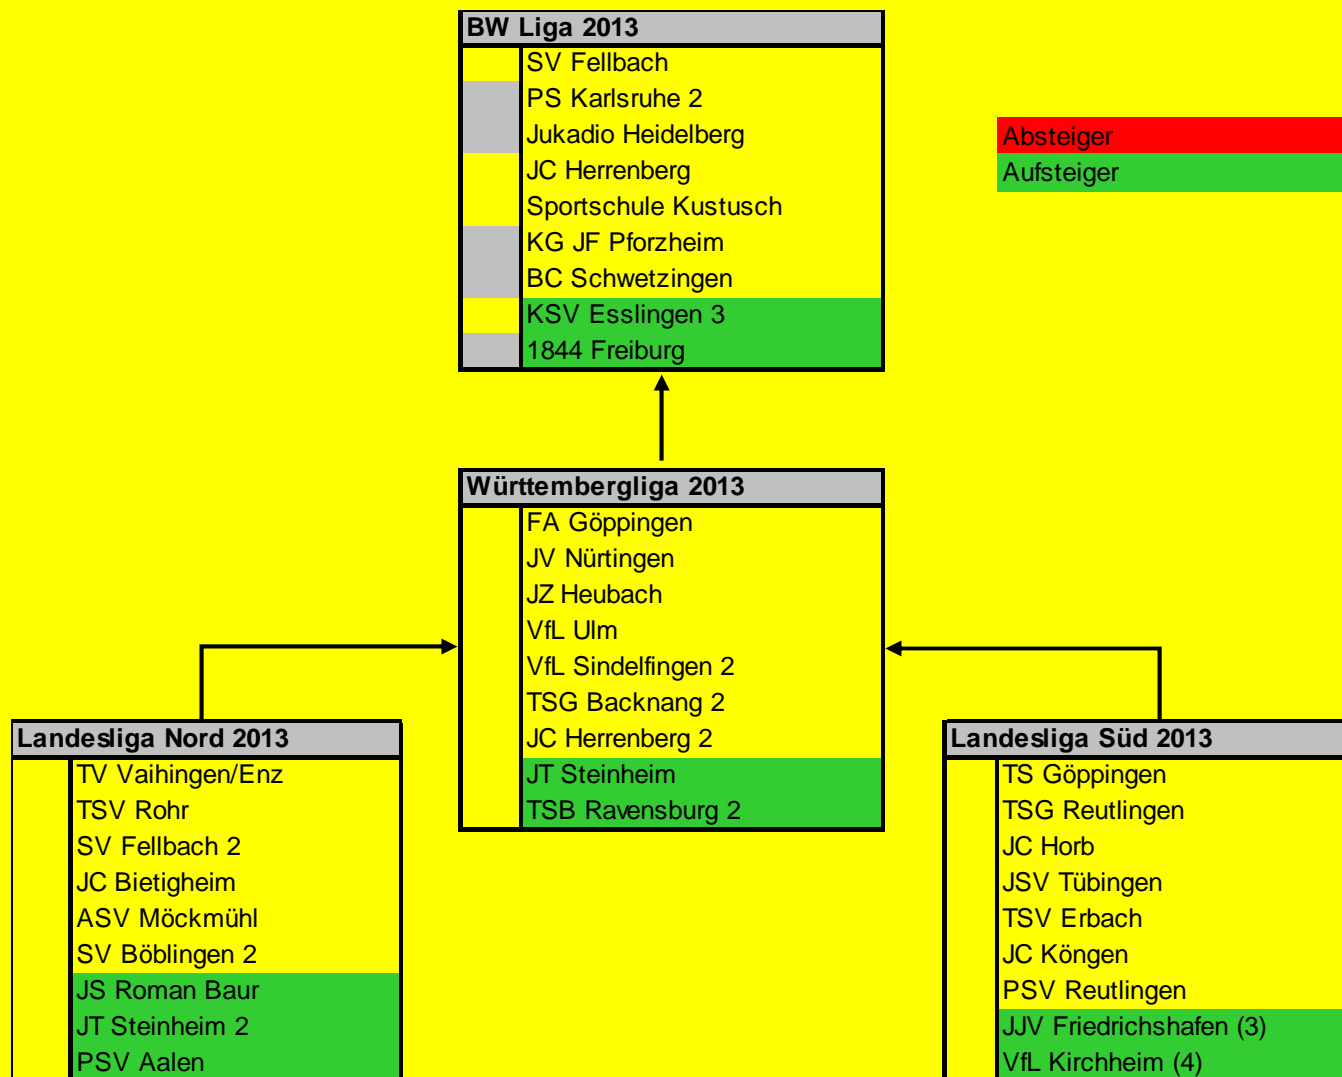 BW Liga 2013
SV Fellbach
PS Karlsruhe 2
Jukadio Heidelberg
JC Herrenberg
Sportschule Kustusch
KG JF Pforzheim
BC Schwetzingen
KSV Esslingen 3
1844 Freiburg
Absteiger
Aufsteiger
Württembergliga 2013
FA Göppingen
JV Nürtingen
JZ Heubach
VfL Ulm
VfL Sindelfingen 2
TSG Backnang 2
JC Herrenberg 2
JT Steinheim
TSB Ravensburg 2
Landesliga Nord 2013
TV Vaihingen/Enz
TSV Rohr
SV Fellbach 2
JC Bietigheim
ASV Möckmühl
SV Böblingen 2
JS Roman Baur
JT Steinheim 2
PSV Aalen
Landesliga Süd 2013
TS Göppingen
TSG Reutlingen
JC Horb
JSV Tübingen
TSV Erbach
JC Köngen
PSV Reutlingen
JJV Friedrichshafen (3)
VfL Kirchheim (4)